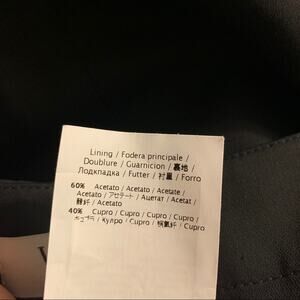 Lining / Fodera principale /
Doublure / Guarnicion / 裏地 /
Подкладка / Futter / 衬里 / Forro
60% Acetato / Acetato / Acetate /
Acetato / アセテート / Ацетат / Acetat /
醋纤 / Acetato
40% Cupro / Cupro / Cupro / Cupro /
キュプラ / Купро / Cupro / 铜氨纤 / Cupro